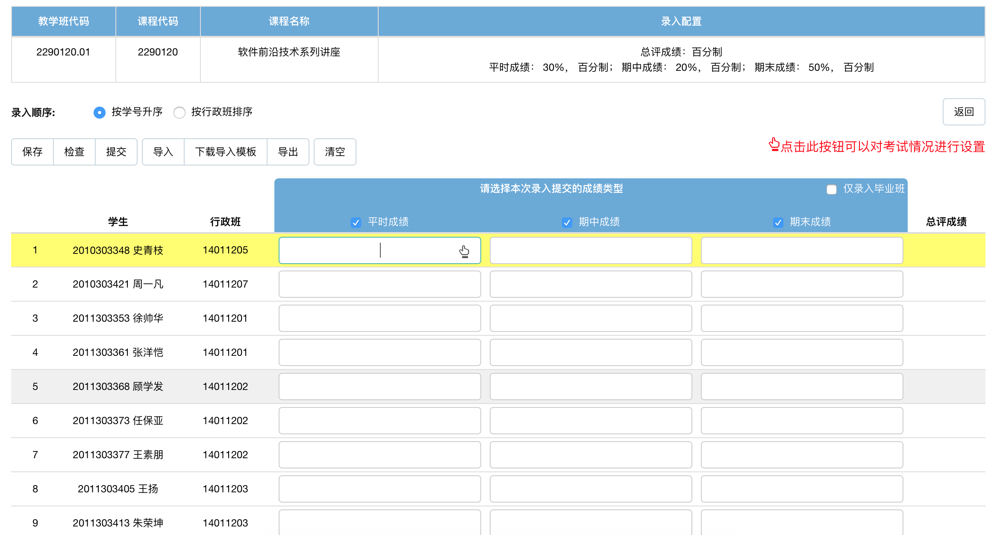 教学班代码 课程代码 课程名称 录入配置
2290120.01 2290120 软件前沿技术系列讲座 总评成绩：百分制
平时成绩： 30%， 百分制； 期中成绩： 20%， 百分制； 期末成绩： 50%， 百分制
录入顺序: 按学号升序 按行政班排序 返回
保存 检查 提交 导入 下载导入模板 导出 清空 点击此按钮可以对考试情况进行设置
请选择本次录入提交的成绩类型 仅录入毕业班
学生 行政班 平时成绩 期中成绩 期末成绩 总评成绩
1 2010303348 史青枝 14011205
2 2010303421 周一凡 14011207
3 2011303353 徐帅华 14011201
4 2011303361 张洋恺 14011201
5 2011303368 顾学发 14011202
6 2011303373 任保亚 14011202
7 2011303377 王素朋 14011202
8 2011303405 王扬 14011203
9 2011303413 朱荣坤 14011203